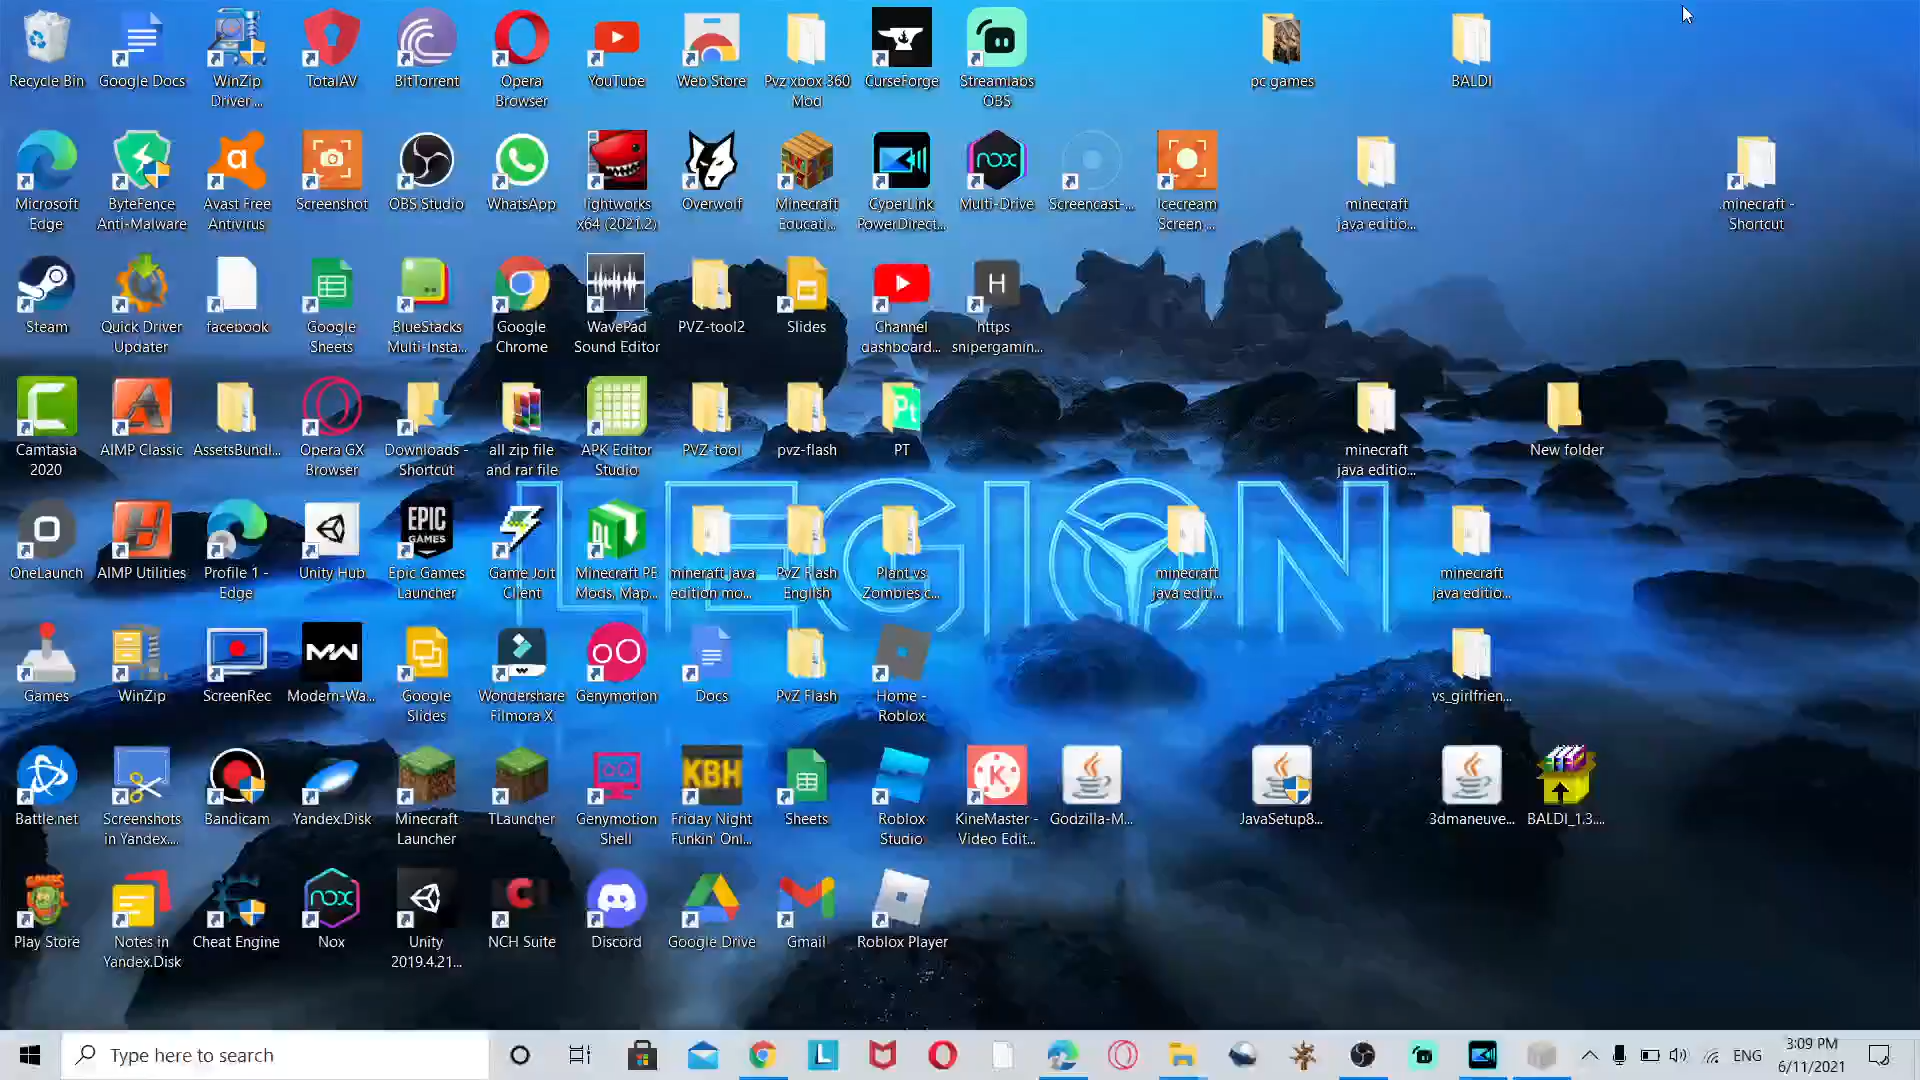 Recycle Bin
Google Docs
WinZip
Driver ...
TotalAV
BitTorrent
Opera
Browser
YouTube
Web Store
Pvz xbox 360
Mod
CurseForge
Streamlabs
OBS
pc games
BALDI
Microsoft
Edge
ByteFence
Anti-Malware
Avast Free
Antivirus
Screenshot
OBS Studio
WhatsApp
lightworks
x64 (2021.2)
Overwolf
Minecraft
Educati...
CyberLink
PowerDirect...
nox
Multi-Drive
Screencast-...
Icecream
Screen ...
minecraft
java editio...
.minecraft -
Shortcut
Steam
Quick Driver
Updater
facebook
Google
Sheets
BlueStacks
Multi-Insta...
Google
Chrome
WavePad
Sound Editor
PVZ-tool2
Slides
Channel
dashboard...
H
https
snipergamin...
Camtasia
2020
AIMP Classic
AssetsBundl...
Opera GX
Browser
Downloads -
Shortcut
all zip file
and rar file
APK Editor
Studio
PVZ-tool
pvz-flash
Pt
PT
minecraft
java editio...
New folder
LEGION
OneLaunch
AIMP Utilities
Profile 1 -
Edge
Unity Hub
EPIC
GAMES
Epic Games
Launcher
Game Jolt
Client
Minecraft PE
Mods, Map...
mineraft java
edition mo...
PvZ Flash
English
Plant vs
Zombies c...
minecraft
java editi...
minecraft
java editio...
Games
WinZip
ScreenRec
MW
Modern-Wa...
Google
Slides
Wondershare
Filmora X
Genymotion
Docs
PvZ Flash
Home -
Roblox
vs_girlfrien...
Battle.net
Screenshots
in Yandex....
Bandicam
Yandex.Disk
Minecraft
Launcher
TLauncher
Genymotion
Shell
KBH
Friday Night
Funkin' Onl...
Sheets
Roblox
Studio
K
KineMaster -
Video Edit...
Godzilla-M...
JavaSetup8...
3dmaneuve...
BALDI_1.3....
GAMES
Play Store
Notes in
Yandex.Disk
Cheat Engine
nox
Nox
Unity
2019.4.21...
NCH Suite
Discord
Google Drive
Gmail
Roblox Player
Type here to search
L
ENG
3:09 PM
6/11/2021